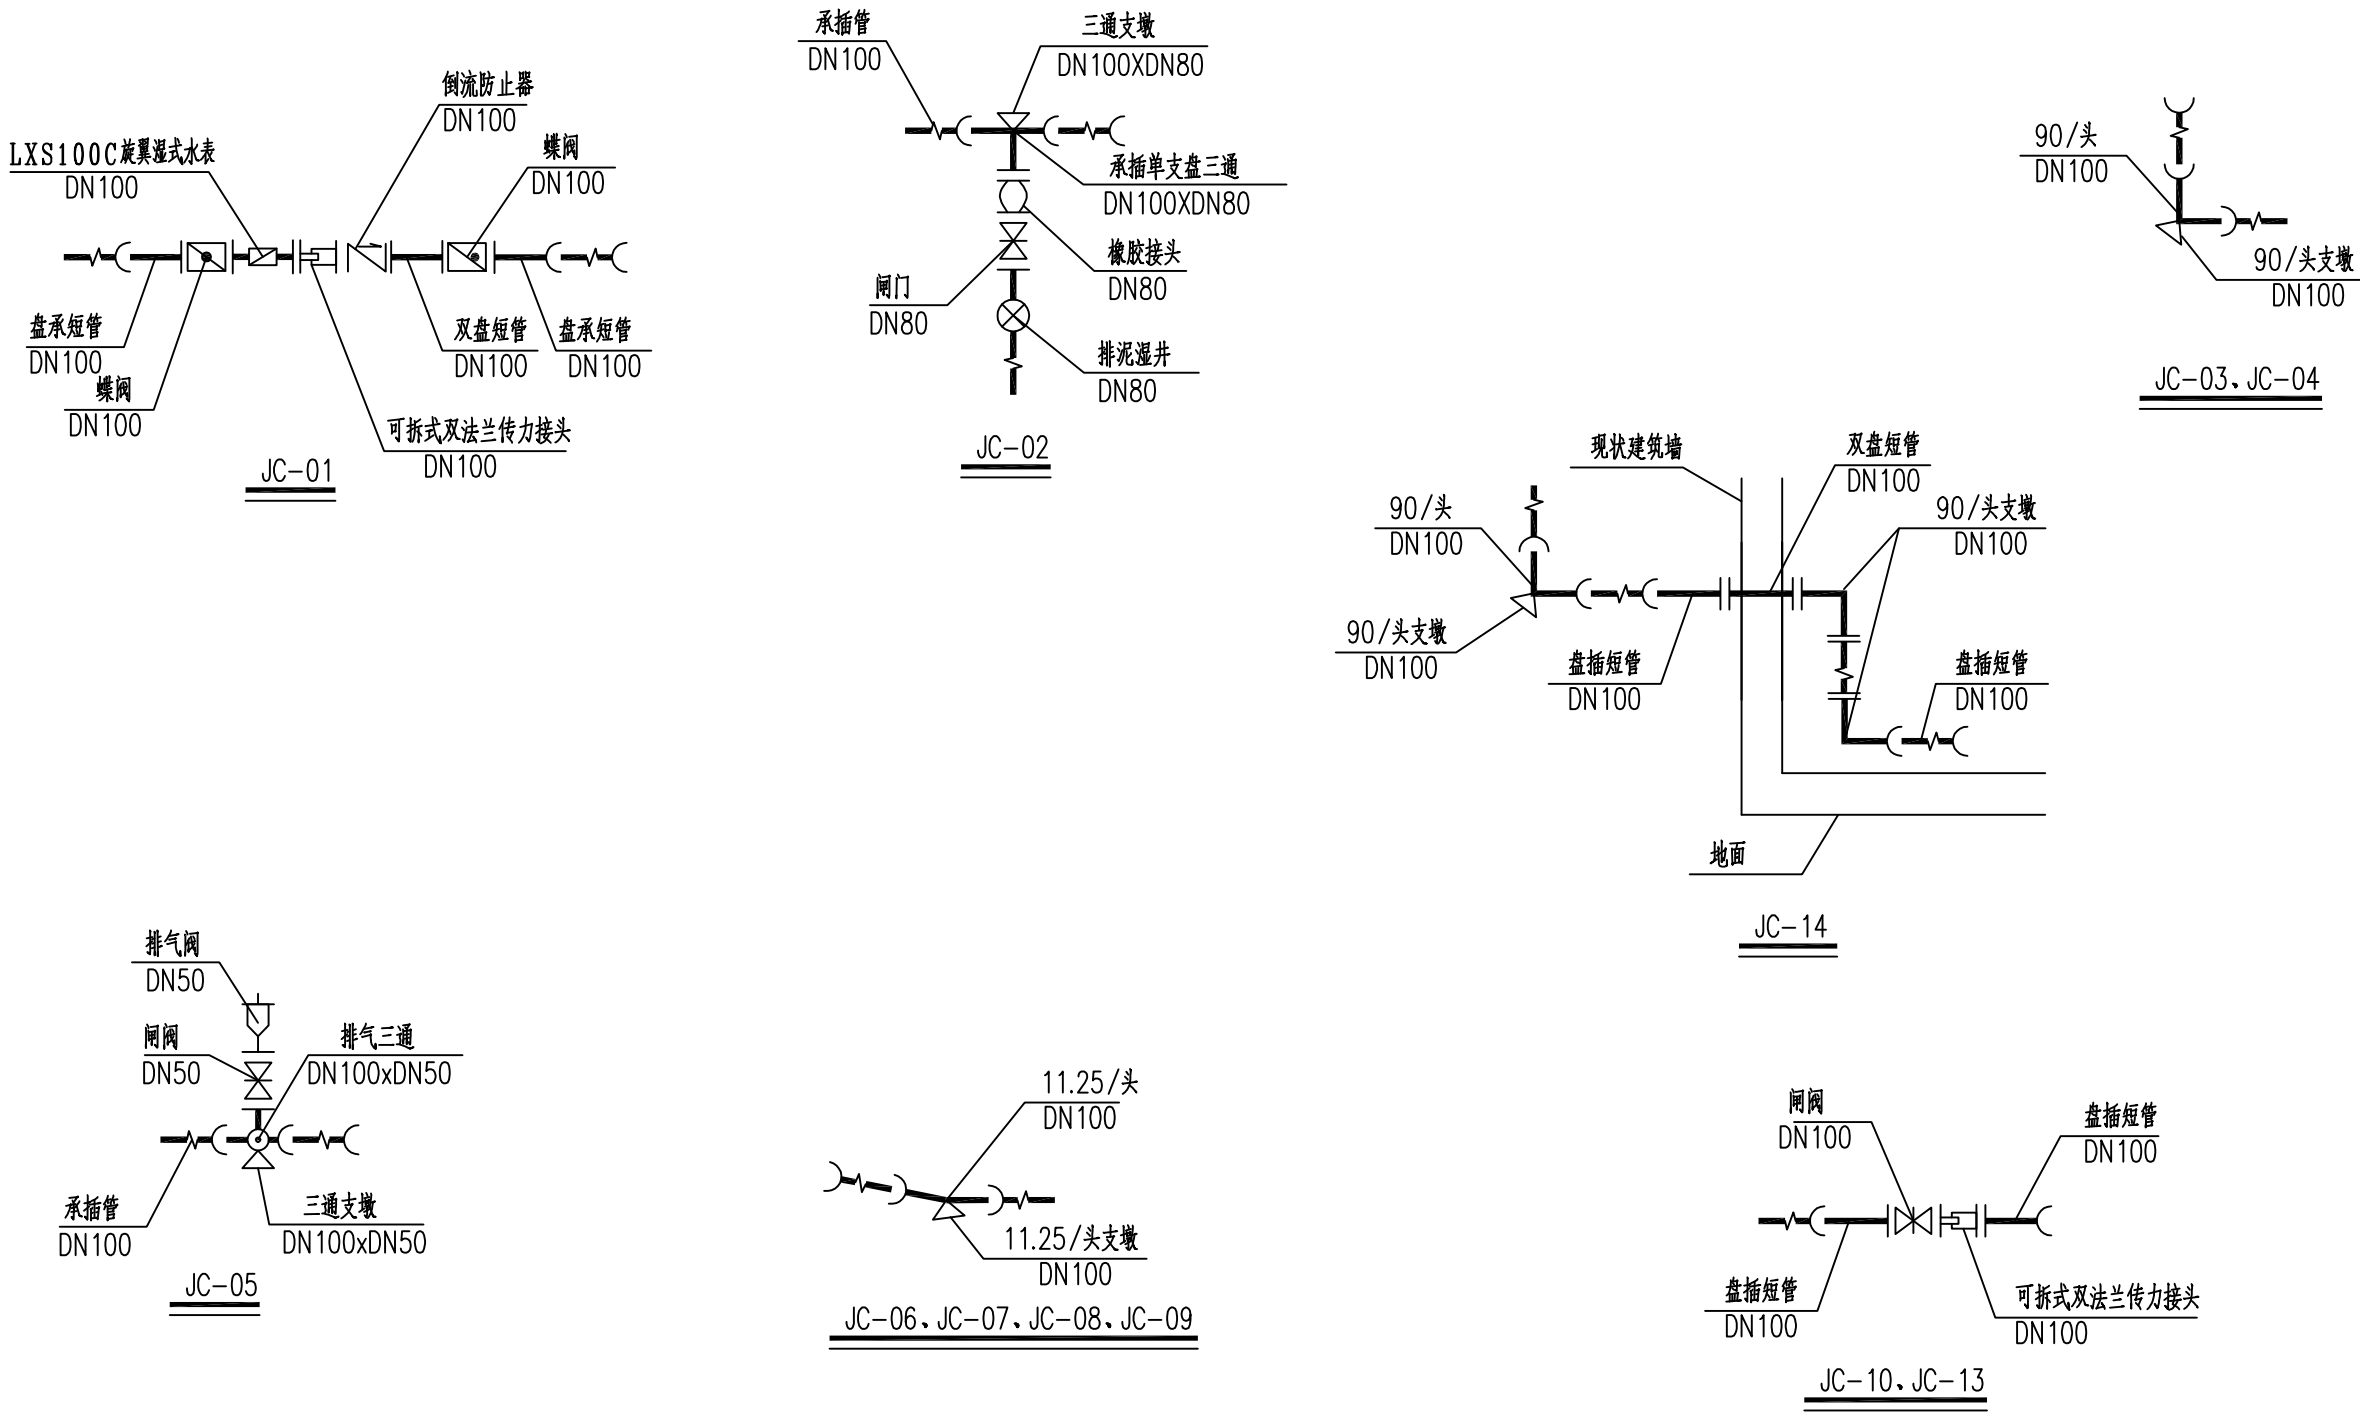 LXS100C旋翼湿式水表
DN100
倒流防止器
DN100
蝶阀
DN100
盘承短管
DN100
蝶阀
DN100
双盘短管
DN100
盘承短管
DN100
可拆式双法兰传力接头
DN100
JC-01
承插管
DN100
三通支墩
DN100XDN80
承插单支盘三通
DN100XDN80
橡胶接头
DN80
闸门
DN80
排泥湿井
DN80
JC-02
90/头
DN100
90/头支墩
DN100
JC-03、JC-04
现状建筑墙
双盘短管
DN100
90/头
DN100
90/头支墩
DN100
90/头支墩
DN100
盘插短管
DN100
盘插短管
DN100
地面
JC-14
排气阀
DN50
闸阀
DN50
排气三通
DN100xDN50
承插管
DN100
三通支墩
DN100xDN50
JC-05
11.25/头
DN100
11.25/头支墩
DN100
JC-06、JC-07、JC-08、JC-09
闸阀
DN100
盘插短管
DN100
盘插短管
DN100
可拆式双法兰传力接头
DN100
JC-10、JC-13